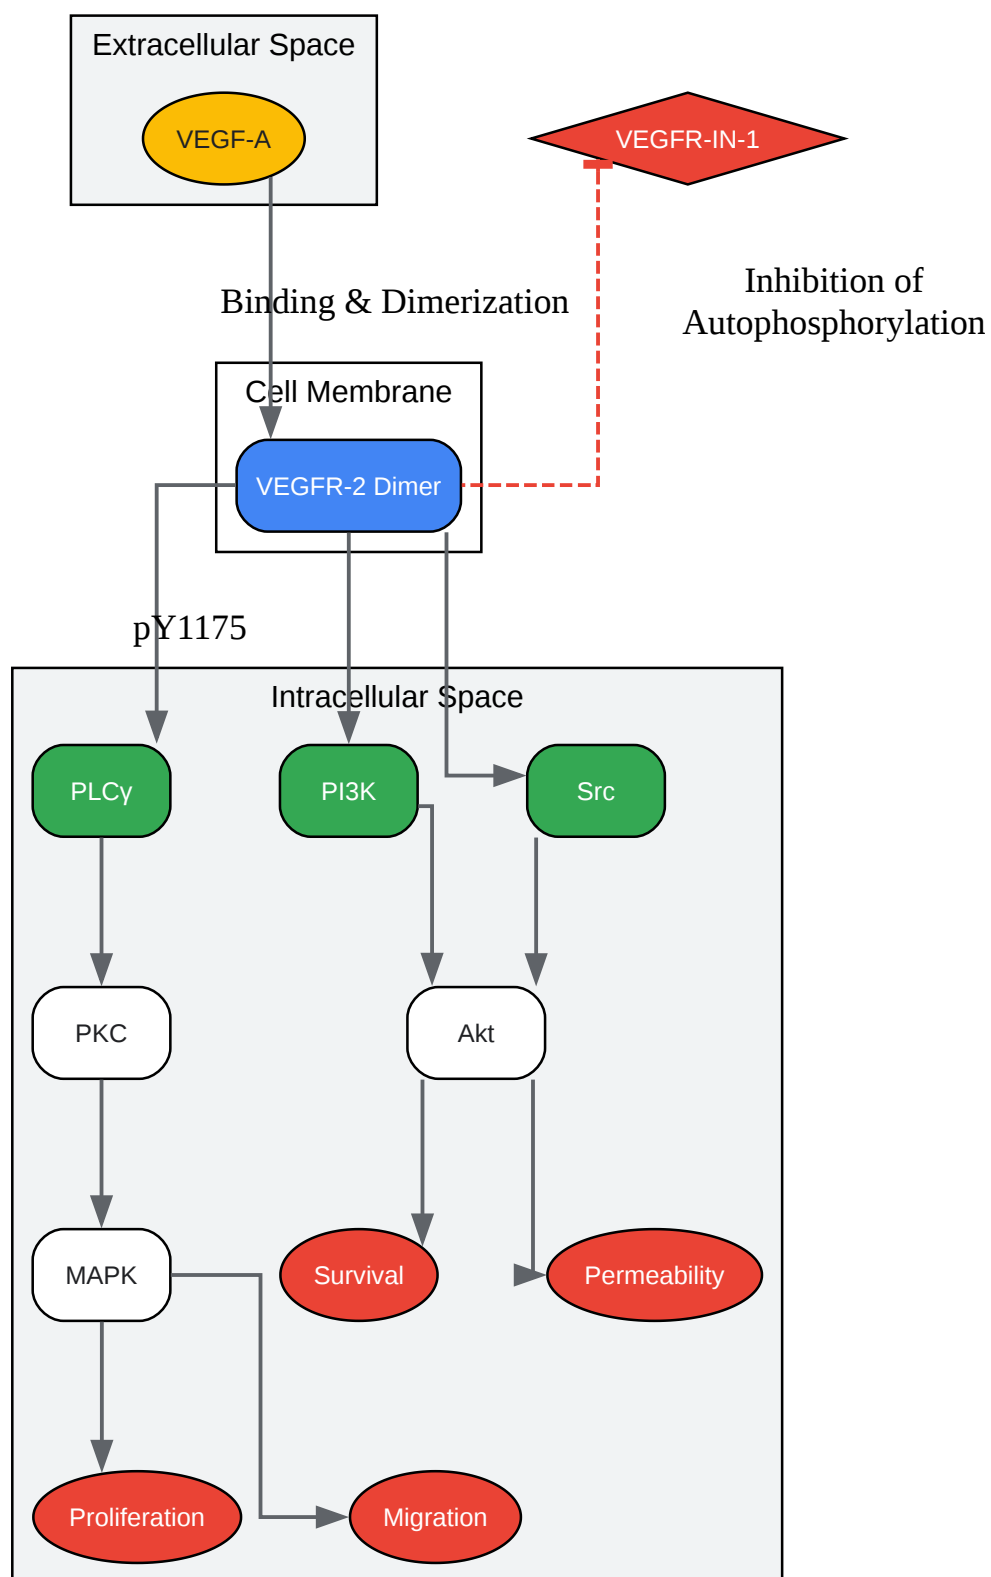 Extracellular Space
VEGF-A
VEGFR-IN-1
Binding & Dimerization
Inhibition of
Autophosphorylation
Cell Membrane
VEGFR-2 Dimer
pY1175
Intracellular Space
PLCγ
PI3K
Src
PKC
Akt
MAPK
Survival
Permeability
Proliferation
Migration